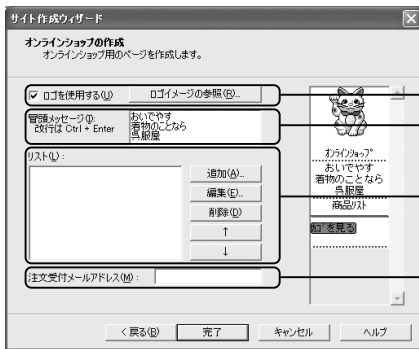 サイト作成ウィザード
オンラインショップの作成
オンラインショップ用のページを作成します。
ロゴを使用する(U)
ロゴイメージの参照(R)...
冒頭メッセージ(I):
改行は Ctrl + Enter
おいでやす
着物のことなら
呉服屋
リスト(L):
追加(A)...
編集(E)...
削除(D)
↑
↓
注文受付メールアドレス(M):
オンラインショップ
おいでやす
着物のことなら
呉服屋
商品リスト
カゴを見る
< 戻る(B)
完了
キャンセル
ヘルプ